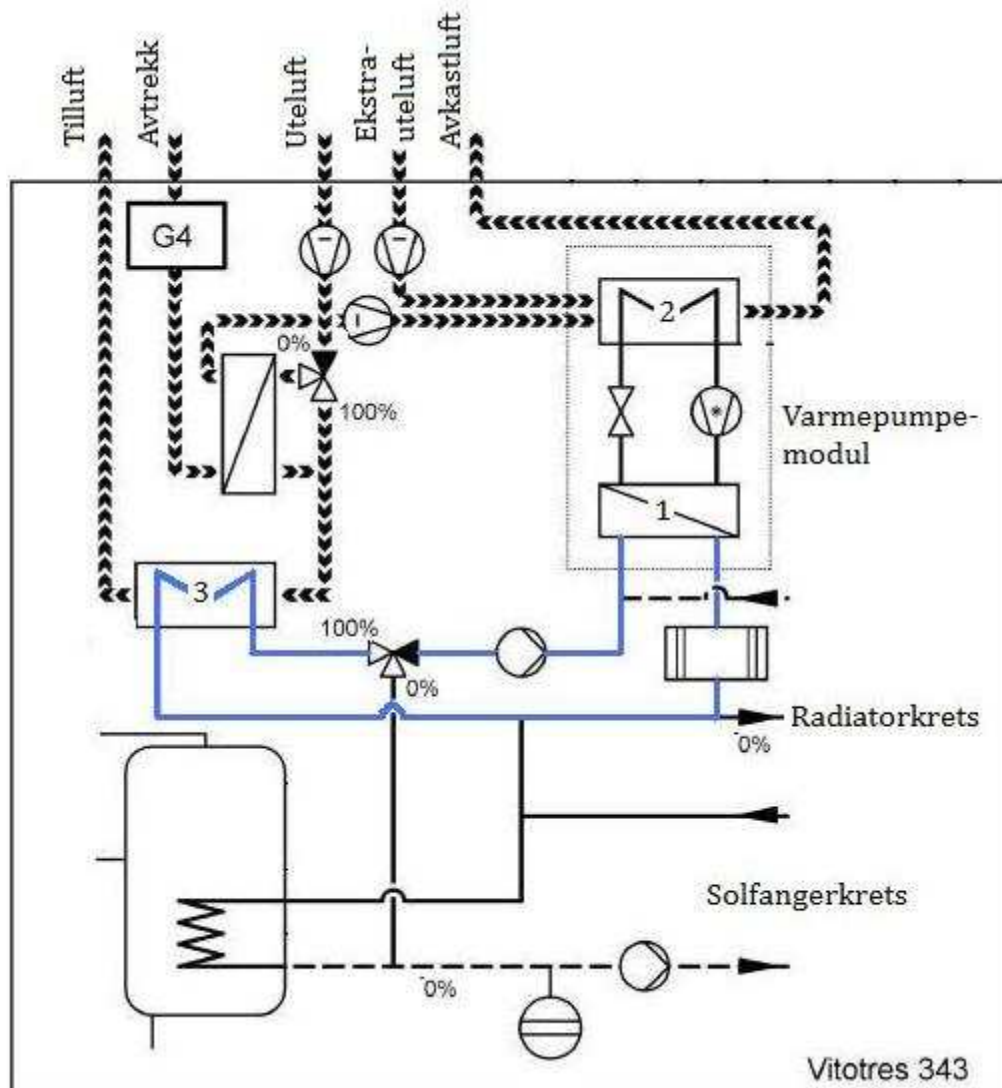 Tilluft
Avtrekk
Uteluft
Ekstra-
uteluft
Avkastluft
G4
2
0%
100%
Varmepumpe-
modul
1
3
100%
0%
Radiatorkrets
-0%
Solfangerkrets
-0%
Vitotres 343